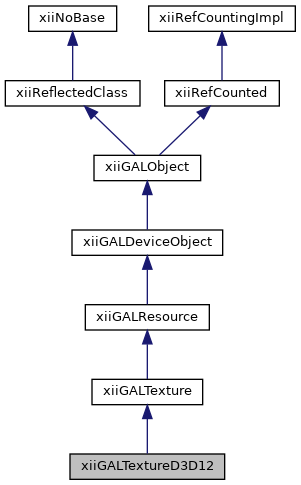 xiiNoBase
xiiRefCountingImpl
xiiReflectedClass
xiiRefCounted
xiiGALObject
xiiGALDeviceObject
xiiGALResource
xiiGALTexture
xiiGALTextureD3D12